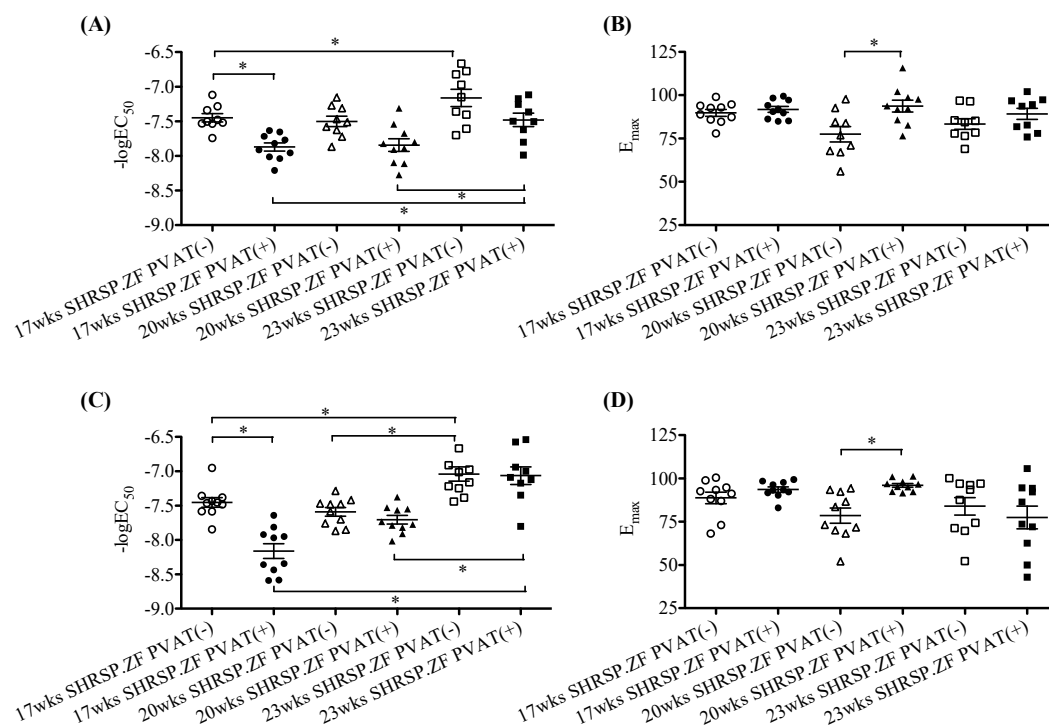 (A)
-6.5
-7.0
-7.5
-8.0
-8.5
-9.0
-logEC50
*
*
*
*
17wks SHRSP.ZF PVAT(-)
17wks SHRSP.ZF PVAT(+)
20wks SHRSP.ZF PVAT(-)
20wks SHRSP.ZF PVAT(+)
23wks SHRSP.ZF PVAT(-)
23wks SHRSP.ZF PVAT(+)
(B)
125
100
75
50
25
Emax
*
17wks SHRSP.ZF PVAT(-)
17wks SHRSP.ZF PVAT(+)
20wks SHRSP.ZF PVAT(-)
20wks SHRSP.ZF PVAT(+)
23wks SHRSP.ZF PVAT(-)
23wks SHRSP.ZF PVAT(+)
(C)
-6.5
-7.0
-7.5
-8.0
-8.5
-9.0
-logEC50
*
*
*
*
*
17wks SHRSP.ZF PVAT(-)
17wks SHRSP.ZF PVAT(+)
20wks SHRSP.ZF PVAT(-)
20wks SHRSP.ZF PVAT(+)
23wks SHRSP.ZF PVAT(-)
23wks SHRSP.ZF PVAT(+)
(D)
125
100
75
50
25
Emax
*
17wks SHRSP.ZF PVAT(-)
17wks SHRSP.ZF PVAT(+)
20wks SHRSP.ZF PVAT(-)
20wks SHRSP.ZF PVAT(+)
23wks SHRSP.ZF PVAT(-)
23wks SHRSP.ZF PVAT(+)